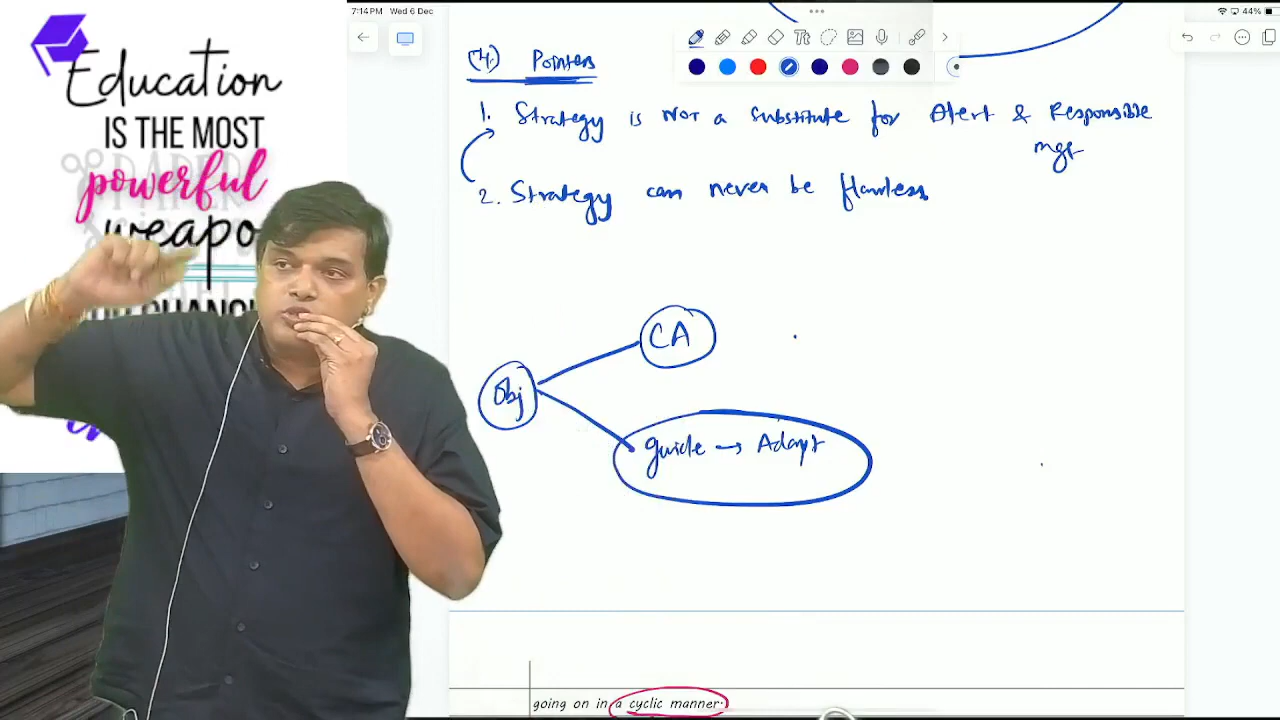 7:14 PM Wed 6 Dec
44%
Education
IS THE MOST
powerful
weapo
(4.) Pointers
1. Strategy is NOT a substitute for Alert & Responsible
mgt
2. Strategy can never be flawless.
CA
Obj
guide → Adapt
going on in a cyclic manner.